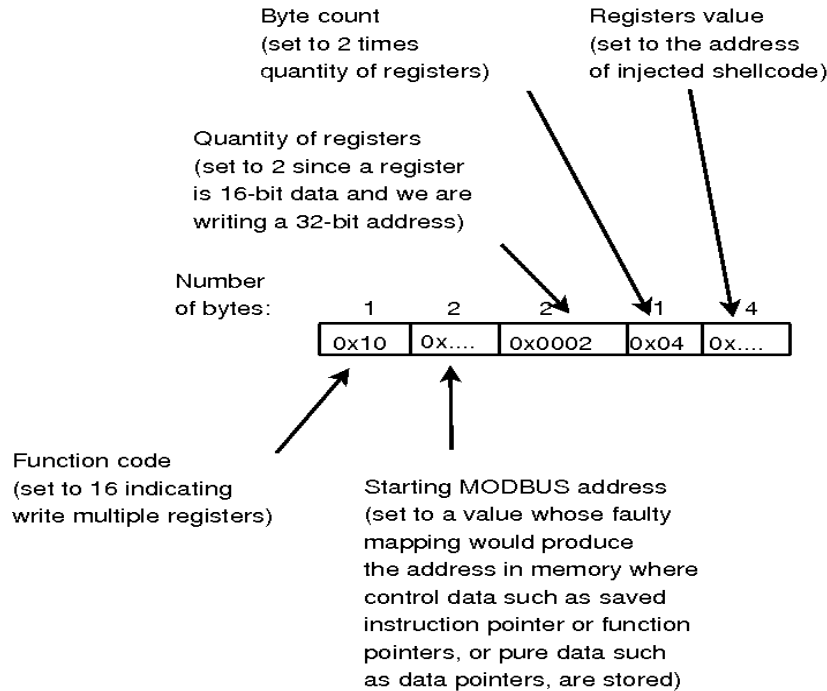 Byte count
(set to 2 times
quantity of registers)
Registers value
(set to the address
of injected shellcode)
Quantity of registers
(set to 2 since a register
is 16-bit data and we are
writing a 32-bit address)
Number
of bytes:
1 2 2 1 4
0x10 0x.... 0x0002 0x04 0x....
Function code
(set to 16 indicating
write multiple registers)
Starting MODBUS address
(set to a value whose faulty
mapping would produce
the address in memory where
control data such as saved
instruction pointer or function
pointers, or pure data such
as data pointers, are stored)